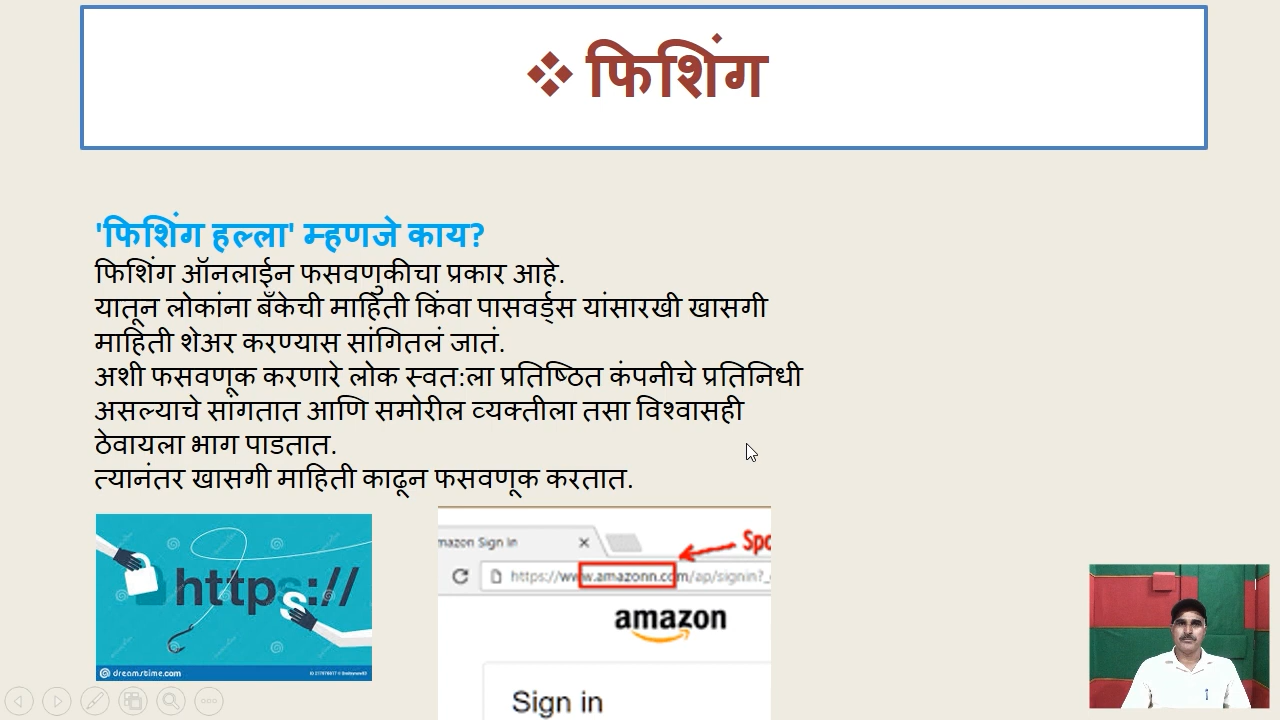 ❖ फिशिंग
'फिशिंग हल्ला' म्हणजे काय?
फिशिंग ऑनलाईन फसवणुकीचा प्रकार आहे.
यातून लोकांना बँकेची माहिती किंवा पासवर्ड्स यांसारखी खासगी
माहिती शेअर करण्यास सांगितलं जातं.
अशी फसवणूक करणारे लोक स्वतःला प्रतिष्ठित कंपनीचे प्रतिनिधी
असल्याचे सांगतात आणि समोरील व्यक्तीला तसा विश्वासही
ठेवायला भाग पाडतात.
त्यानंतर खासगी माहिती काढून फसवणूक करतात.
https://
dreamstime.com
mazon Sign In
Spo
https://www.amazonn.com/ap/signin?_
amazon
Sign in